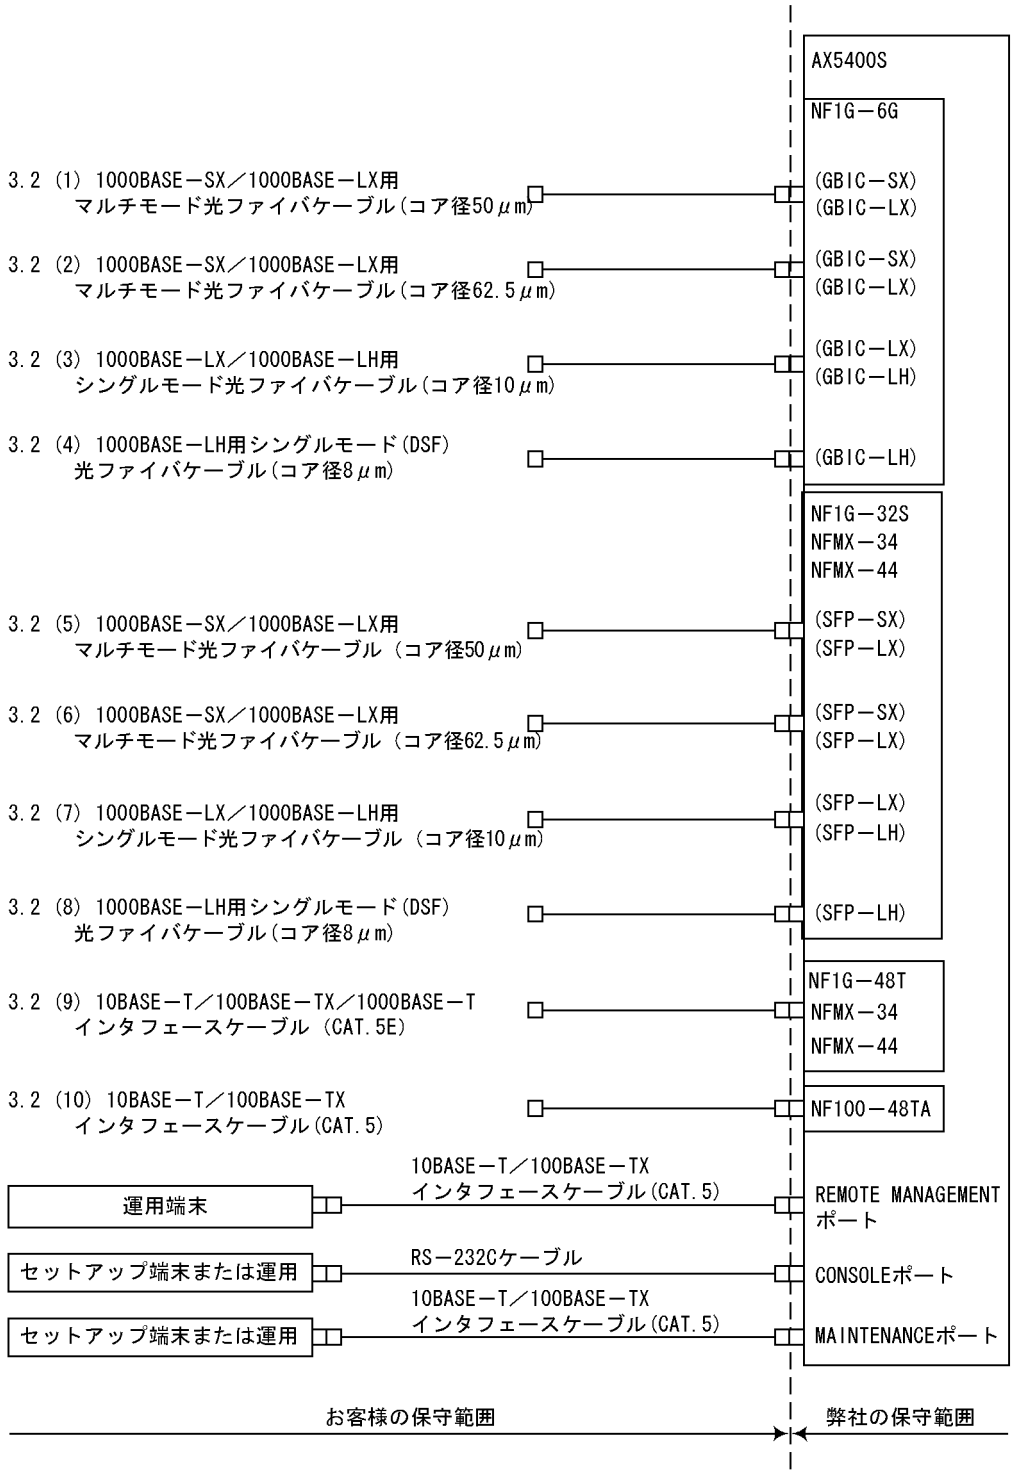 AX5400S
NF1G－6G
3.2 (1) 1000BASE－SX／1000BASE－LX用
マルチモード光ファイバケーブル(コア径50μm)
(GBIC－SX)
(GBIC－LX)
3.2 (2) 1000BASE－SX／1000BASE－LX用
マルチモード光ファイバケーブル(コア径62.5μm)
(GBIC－SX)
(GBIC－LX)
3.2 (3) 1000BASE－LX／1000BASE－LH用
シングルモード光ファイバケーブル(コア径10μm)
(GBIC－LX)
(GBIC－LH)
3.2 (4) 1000BASE－LH用シングルモード(DSF)
光ファイバケーブル(コア径8μm)
(GBIC－LH)
NF1G－32S
NFMX－34
NFMX－44
3.2 (5) 1000BASE－SX／1000BASE－LX用
マルチモード光ファイバケーブル (コア径50μm)
(SFP－SX)
(SFP－LX)
3.2 (6) 1000BASE－SX／1000BASE－LX用
マルチモード光ファイバケーブル (コア径62.5μm)
(SFP－SX)
(SFP－LX)
3.2 (7) 1000BASE－LX／1000BASE－LH用
シングルモード光ファイバケーブル (コア径10μm)
(SFP－LX)
(SFP－LH)
3.2 (8) 1000BASE－LH用シングルモード(DSF)
光ファイバケーブル(コア径8μm)
(SFP－LH)
3.2 (9) 10BASE－T／100BASE－TX／1000BASE－T
インタフェースケーブル (CAT.5E)
NF1G－48T
NFMX－34
NFMX－44
3.2 (10) 10BASE－T／100BASE－TX
インタフェースケーブル(CAT.5)
NF100－48TA
運用端末
10BASE－T／100BASE－TX
インタフェースケーブル(CAT.5)
REMOTE MANAGEMENT
ポート
セットアップ端末または運用
RS－232Cケーブル
CONSOLEポート
セットアップ端末または運用
10BASE－T／100BASE－TX
インタフェースケーブル(CAT.5)
MAINTENANCEポート
お客様の保守範囲
弊社の保守範囲